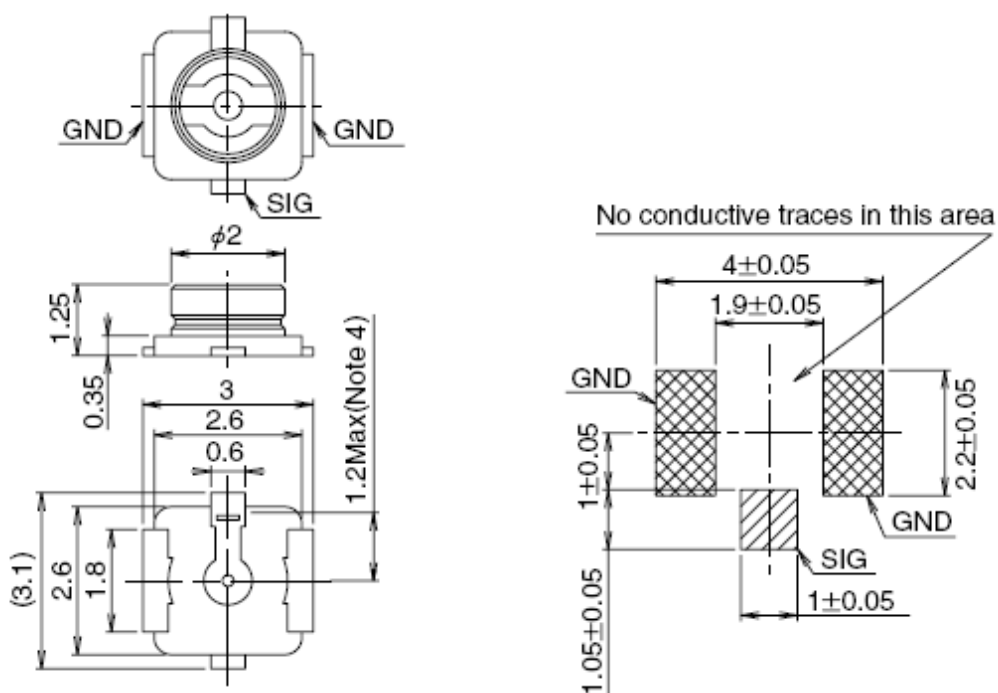 GND
GND
SIG
ϕ2
1.25
0.35
3
2.6
0.6
1.2Max(Note 4)
(3.1)
2.6
1.8
No conductive traces in this area
4±0.05
1.9±0.05
GND
1±0.05
2.2±0.05
GND
SIG
1±0.05
1.05±0.05